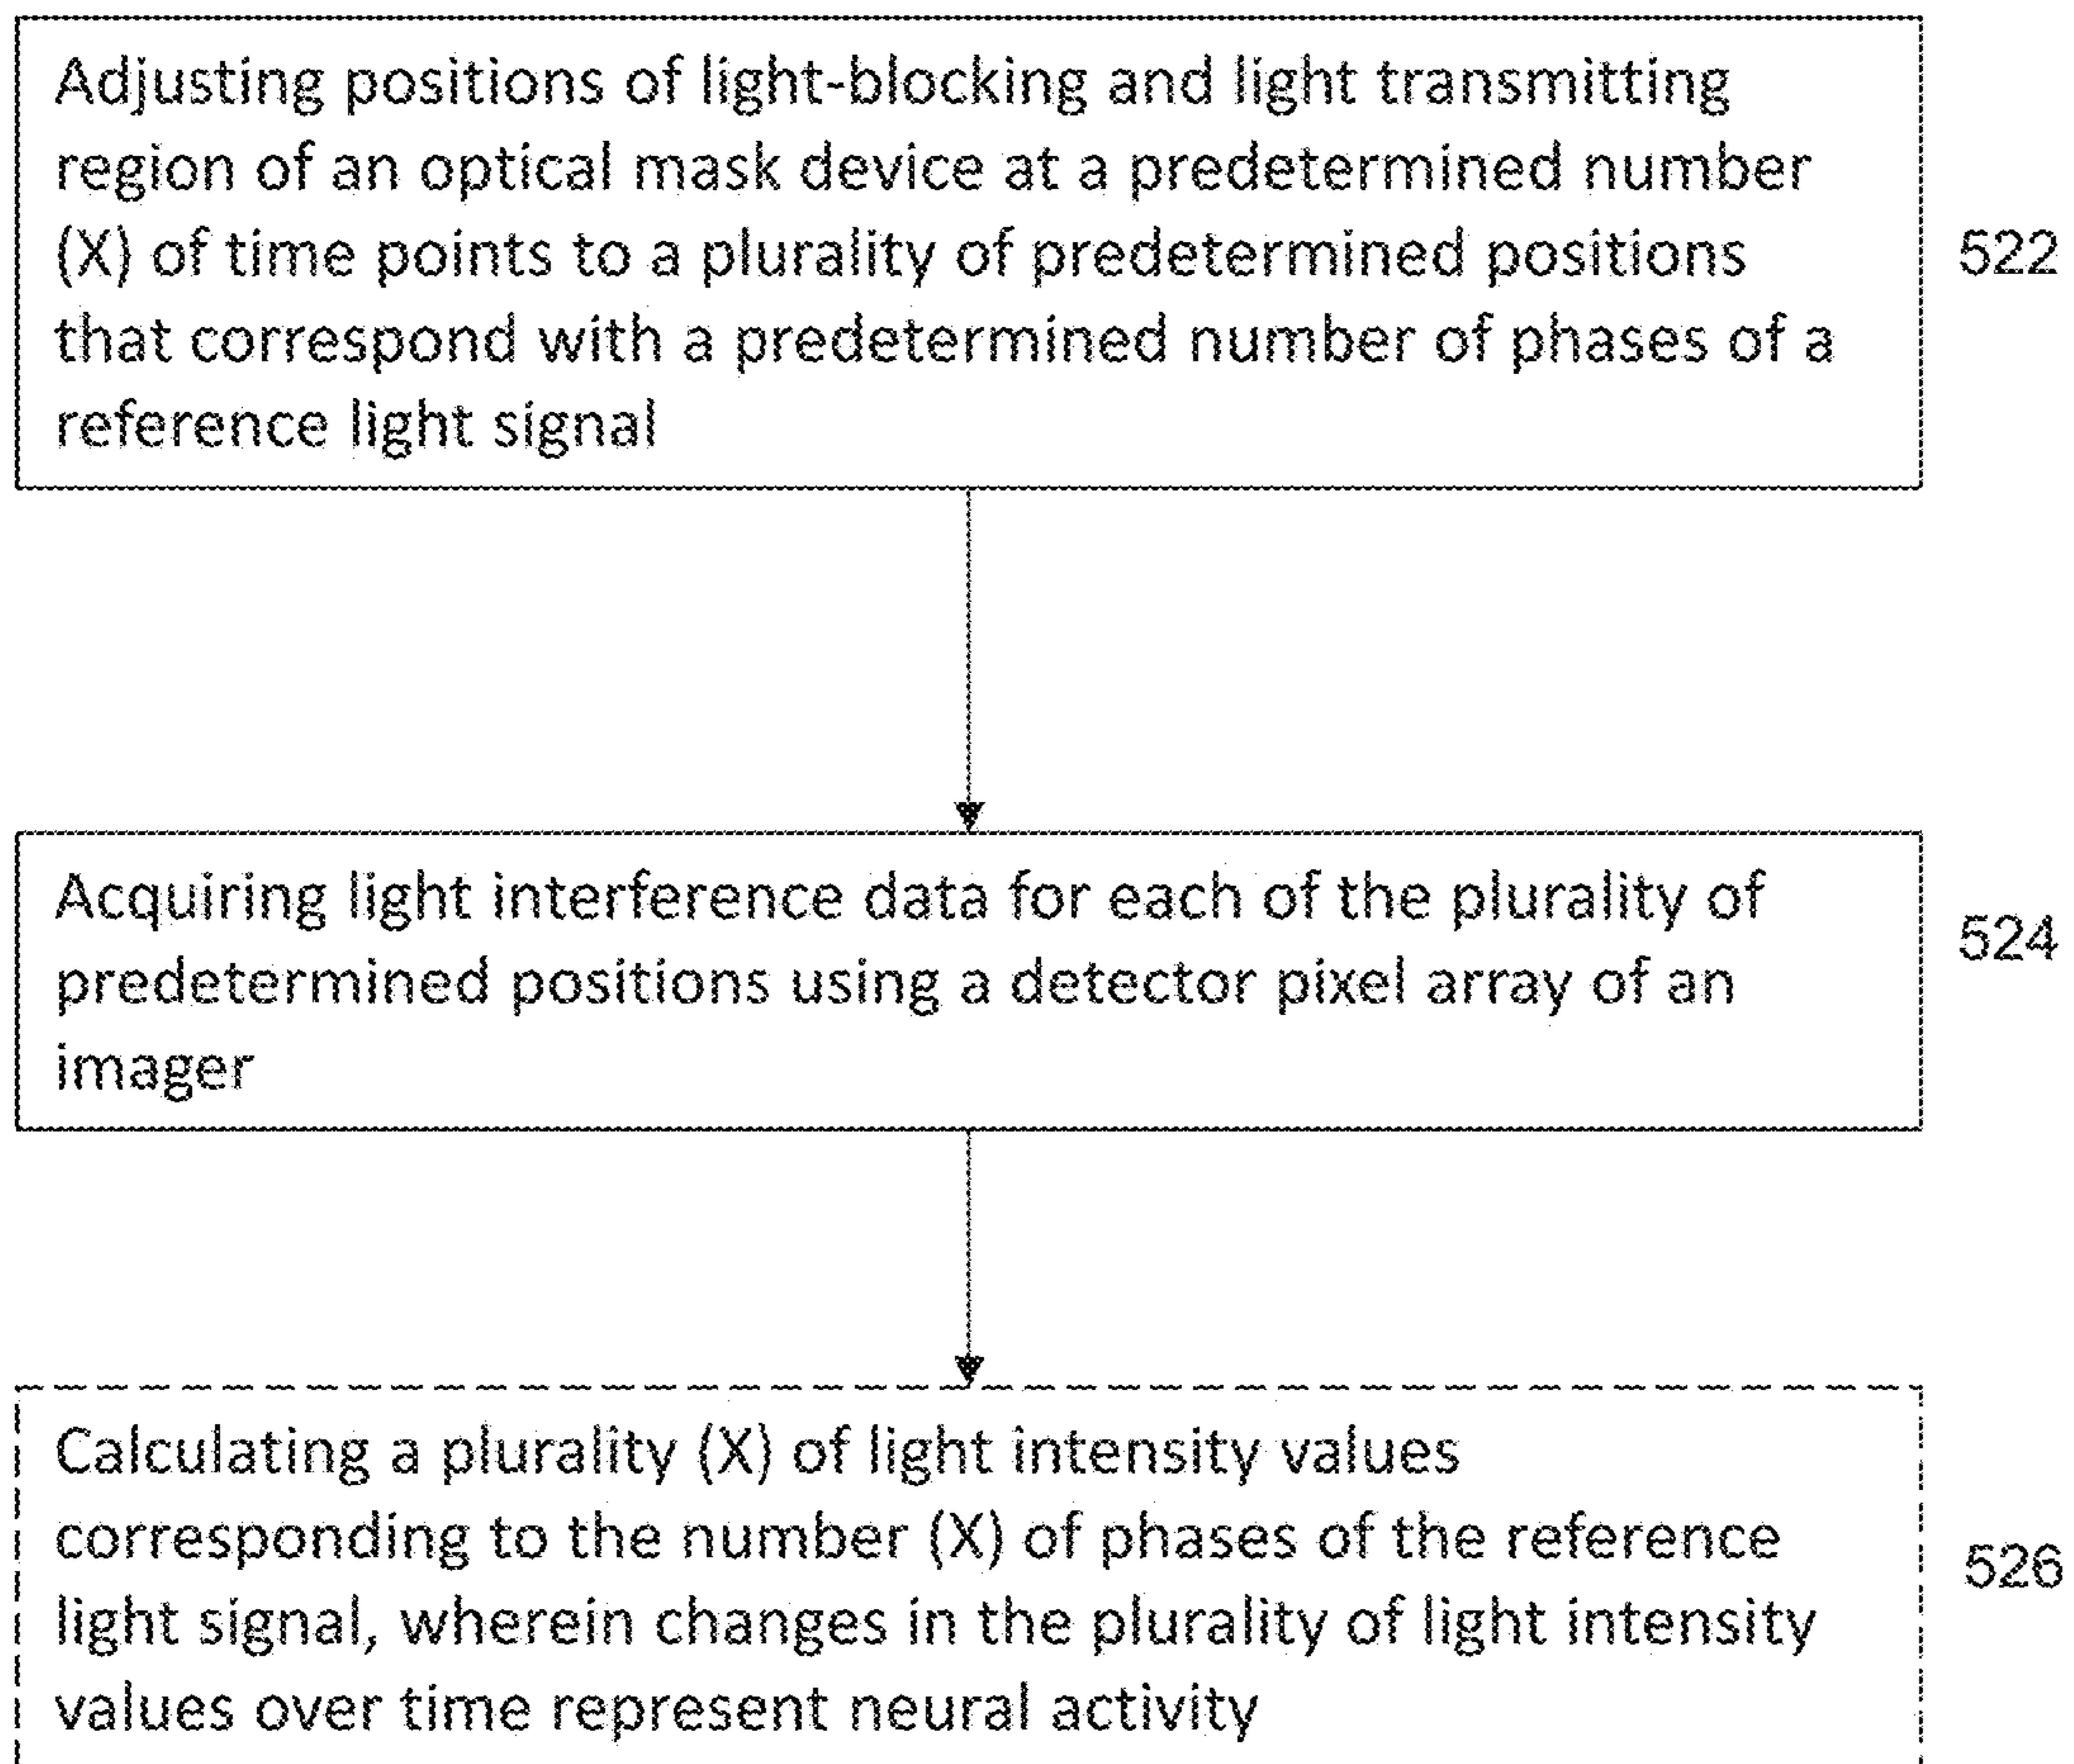 Adjusting positions of light-blocking and light transmitting
region of an optical mask device at a predetermined number
(X) of time points to a plurality of predetermined positions
that correspond with a predetermined number of phases of a
reference light signal
522
Acquiring light interference data for each of the plurality of
predetermined positions using a detector pixel array of an
imager
524
Calculating a plurality (X) of light intensity values
corresponding to the number (X) of phases of the reference
light signal, wherein changes in the plurality of light intensity
values over time represent neural activity
526